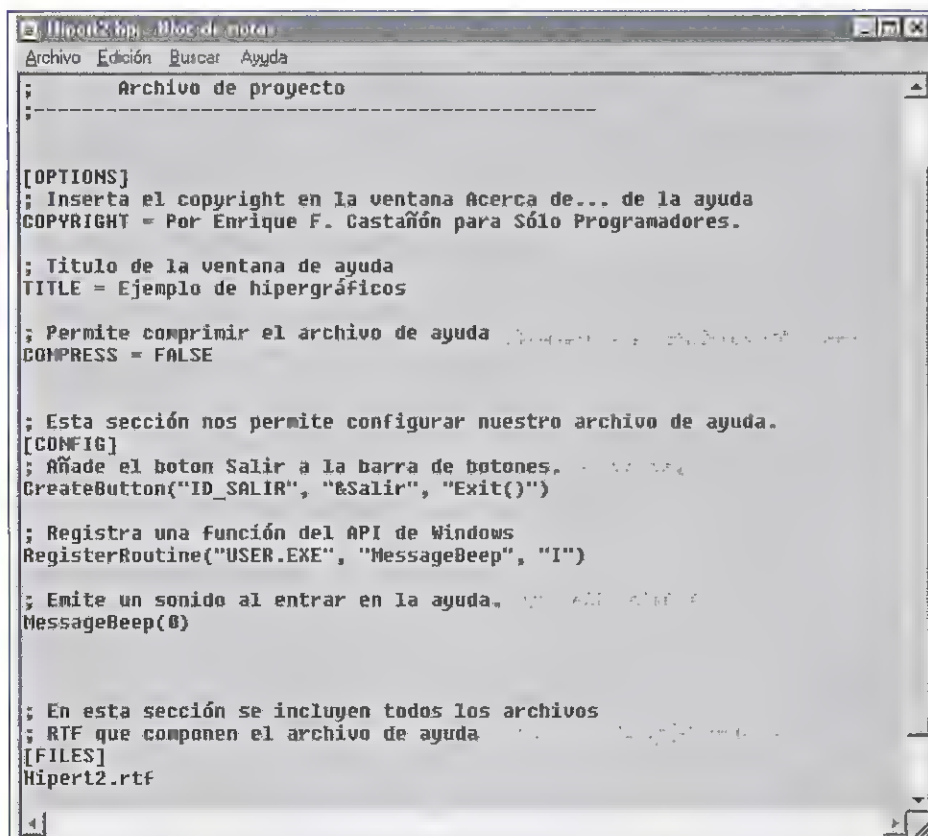 Hipert2.hpj - Bloc de notas
Archivo Edición Buscar Ayuda
; Archivo de proyecto
;----------------------------------------------------------
[OPTIONS]
; Inserta el copyright en la ventana Acerca de... de la ayuda
COPYRIGHT = Por Enrique F. Castañón para Sólo Programadores.
; Titulo de la ventana de ayuda
TITLE = Ejemplo de hipergráficos
; Permite comprimir el archivo de ayuda
COMPRESS = FALSE
; Esta sección nos permite configurar nuestro archivo de ayuda.
[CONFIG]
; Añade el boton Salir a la barra de botones.
CreateButton("ID_SALIR", "&Salir", "Exit()")
; Registra una función del API de Windows
RegisterRoutine("USER.EXE", "MessageBeep", "I")
; Emite un sonido al entrar en la ayuda.
MessageBeep(0)
; En esta sección se incluyen todos los archivos
; RTF que componen el archivo de ayuda
[FILES]
Hipert2.rtf